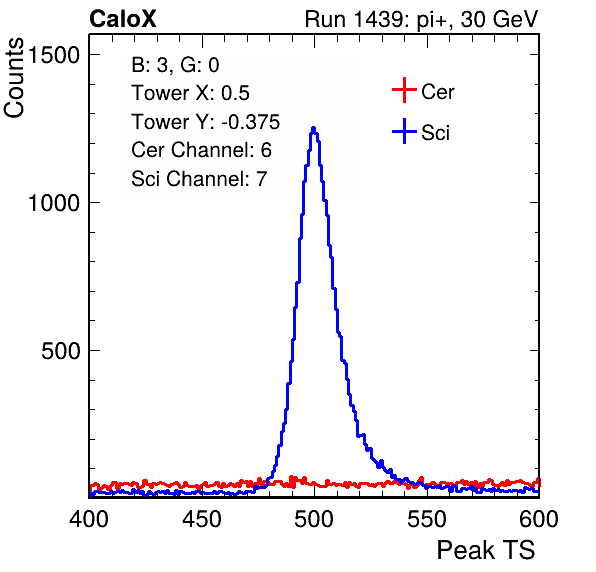 CaloX Run 1439: pi+, 30 GeV
Counts
1500
1000
500
B: 3, G: 0
Tower X: 0.5
Tower Y: -0.375
Cer Channel: 6
Sci Channel: 7
Cer
Sci
400 450 500 550 600
Peak TS